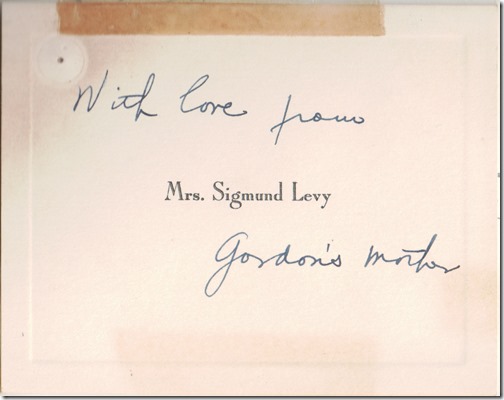 With love from
Mrs. Sigmund Levy
Gordon's Mother